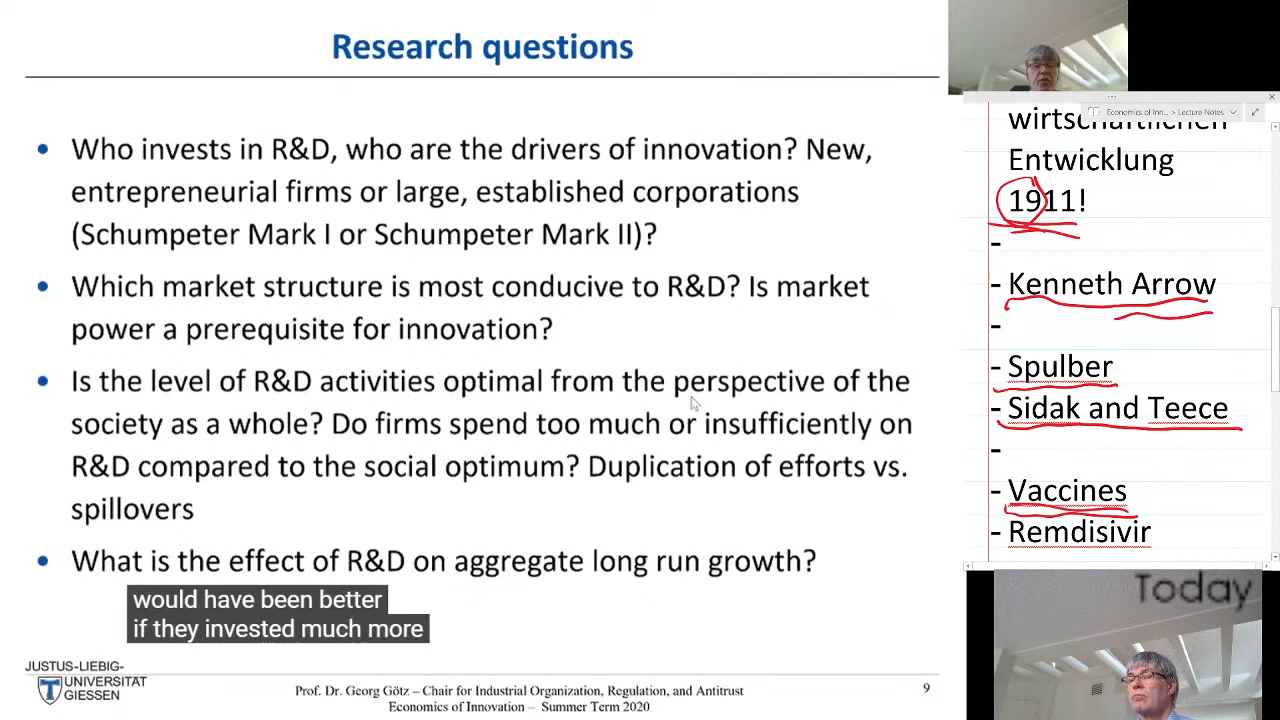 Research questions
Who invests in R&D, who are the drivers of innovation? New,
entrepreneurial firms or large, established corporations
(Schumpeter Mark I or Schumpeter Mark II)?
Which market structure is most conducive to R&D? Is market
power a prerequisite for innovation?
Is the level of R&D activities optimal from the perspective of the
society as a whole? Do firms spend too much or insufficiently on
R&D compared to the social optimum? Duplication of efforts vs.
spillovers
What is the effect of R&D on aggregate long run growth?
would have been better
if they invested much more
JUSTUS-LIEBIG-
UNIVERSITÄT
GIESSEN
Prof. Dr. Georg Götz – Chair for Industrial Organization, Regulation, and Antitrust
Economics of Innovation – Summer Term 2020
9
Economics of Inn... > Lecture Notes
wirtschaftlichen
Entwicklung
1911!
-
- Kenneth Arrow
-
- Spulber
- Sidak and Teece
-
- Vaccines
- Remdisivir
Today